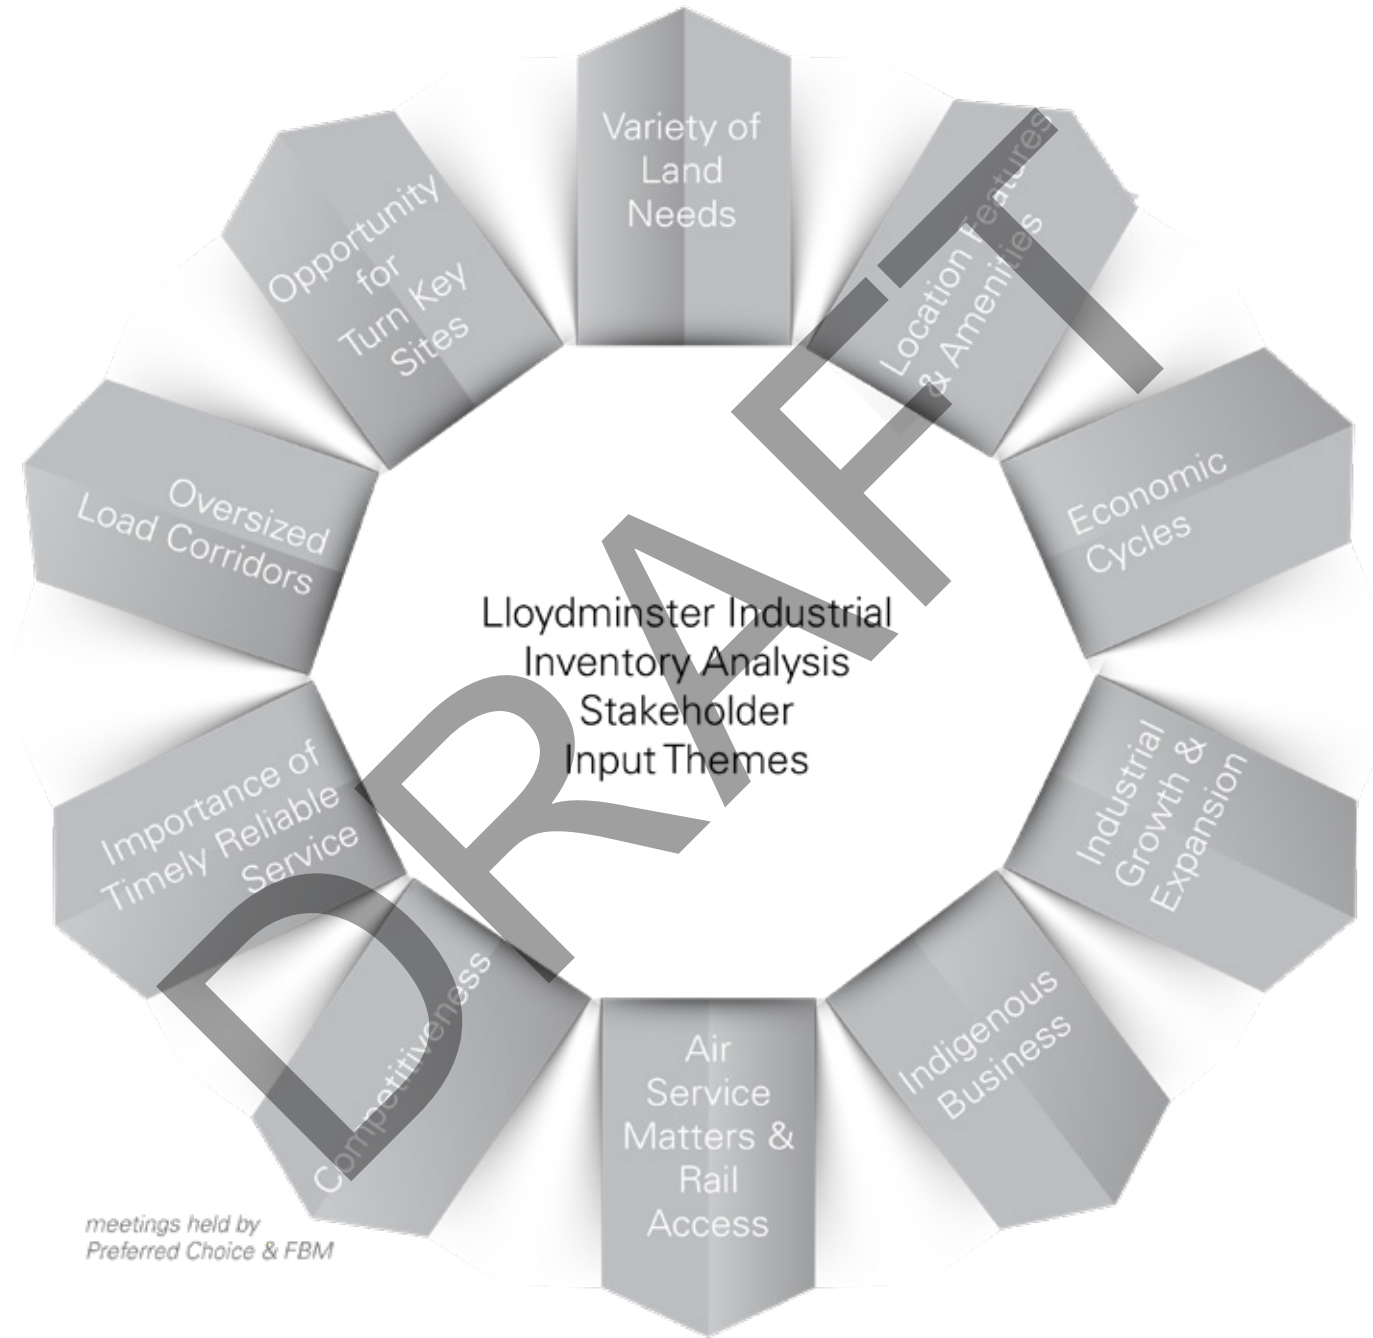 Variety of
Land
Needs
Location Features
& Amenities
Economic
Cycles
Industrial
Growth &
Expansion
Indigenous
Business
Air
Service
Matters &
Rail
Access
Competitiveness
Importance of
Timely Reliable
Service
Oversized
Load Corridors
Opportunity
for
Turn Key
Sites
Lloydminster Industrial
Inventory Analysis
Stakeholder
Input Themes
DRAFT
meetings held by
Preferred Choice & FBM